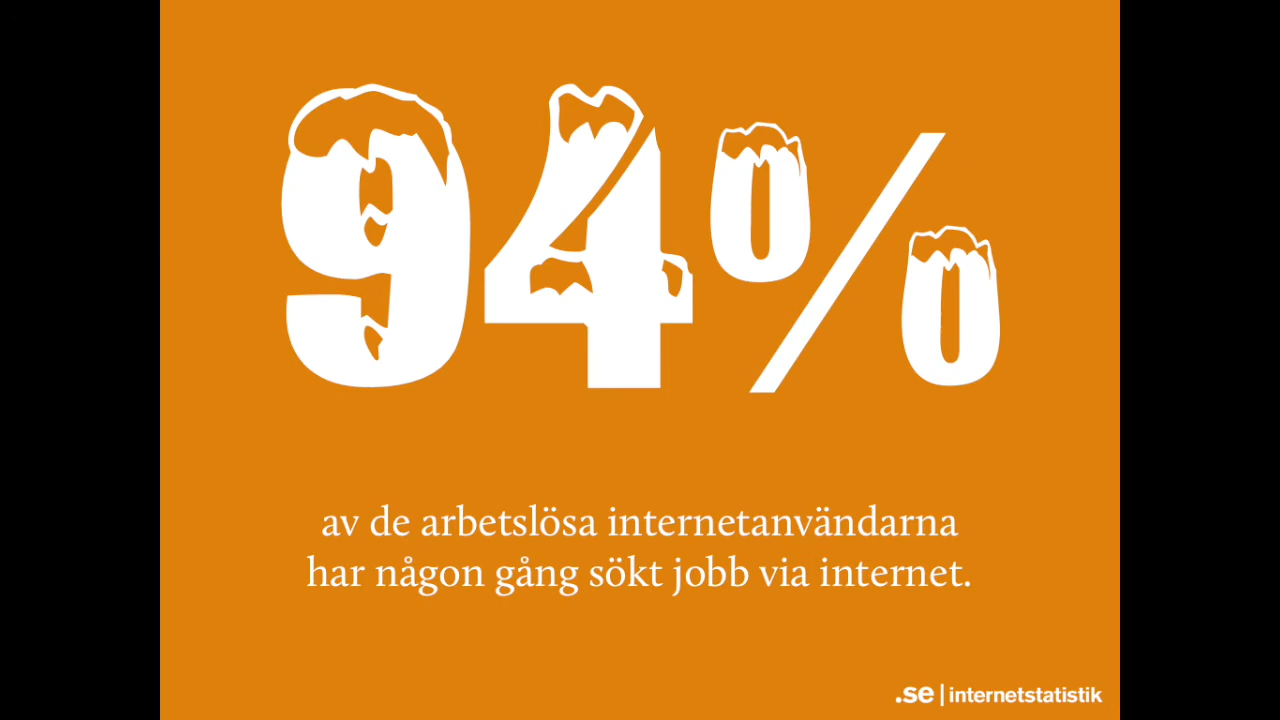 94%
av de arbetslösa internetanvändarna
har någon gång sökt jobb via internet.
.se | internetstatistik